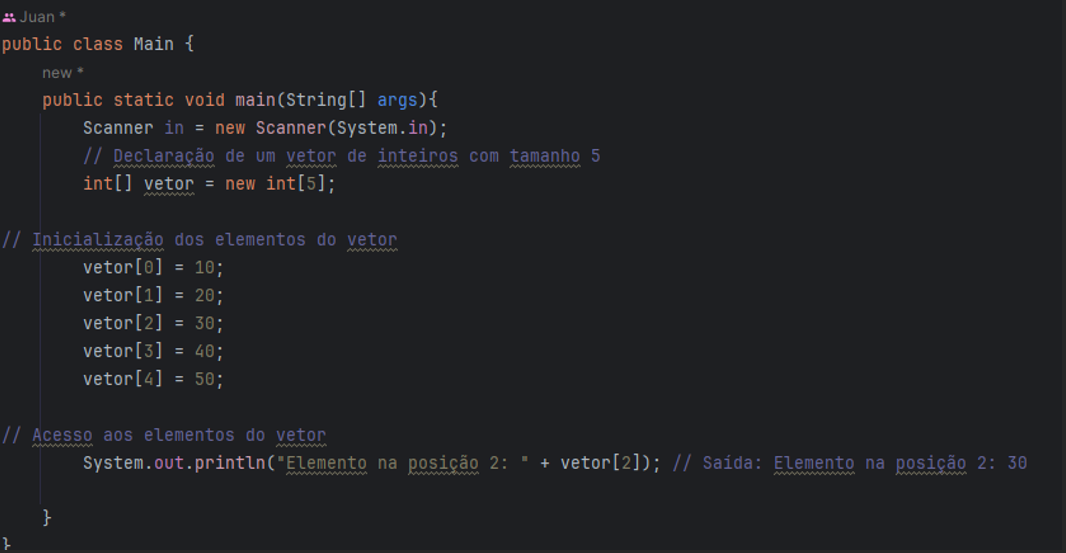 Juan *
public class Main {
new *
public static void main(String[] args){
Scanner in = new Scanner(System.in);
// Declaração de um vetor de inteiros com tamanho 5
int[] vetor = new int[5];
// Inicialização dos elementos do vetor
vetor[0] = 10;
vetor[1] = 20;
vetor[2] = 30;
vetor[3] = 40;
vetor[4] = 50;
// Acesso aos elementos do vetor
System.out.println("Elemento na posição 2: " + vetor[2]); // Saída: Elemento na posição 2: 30
}
}